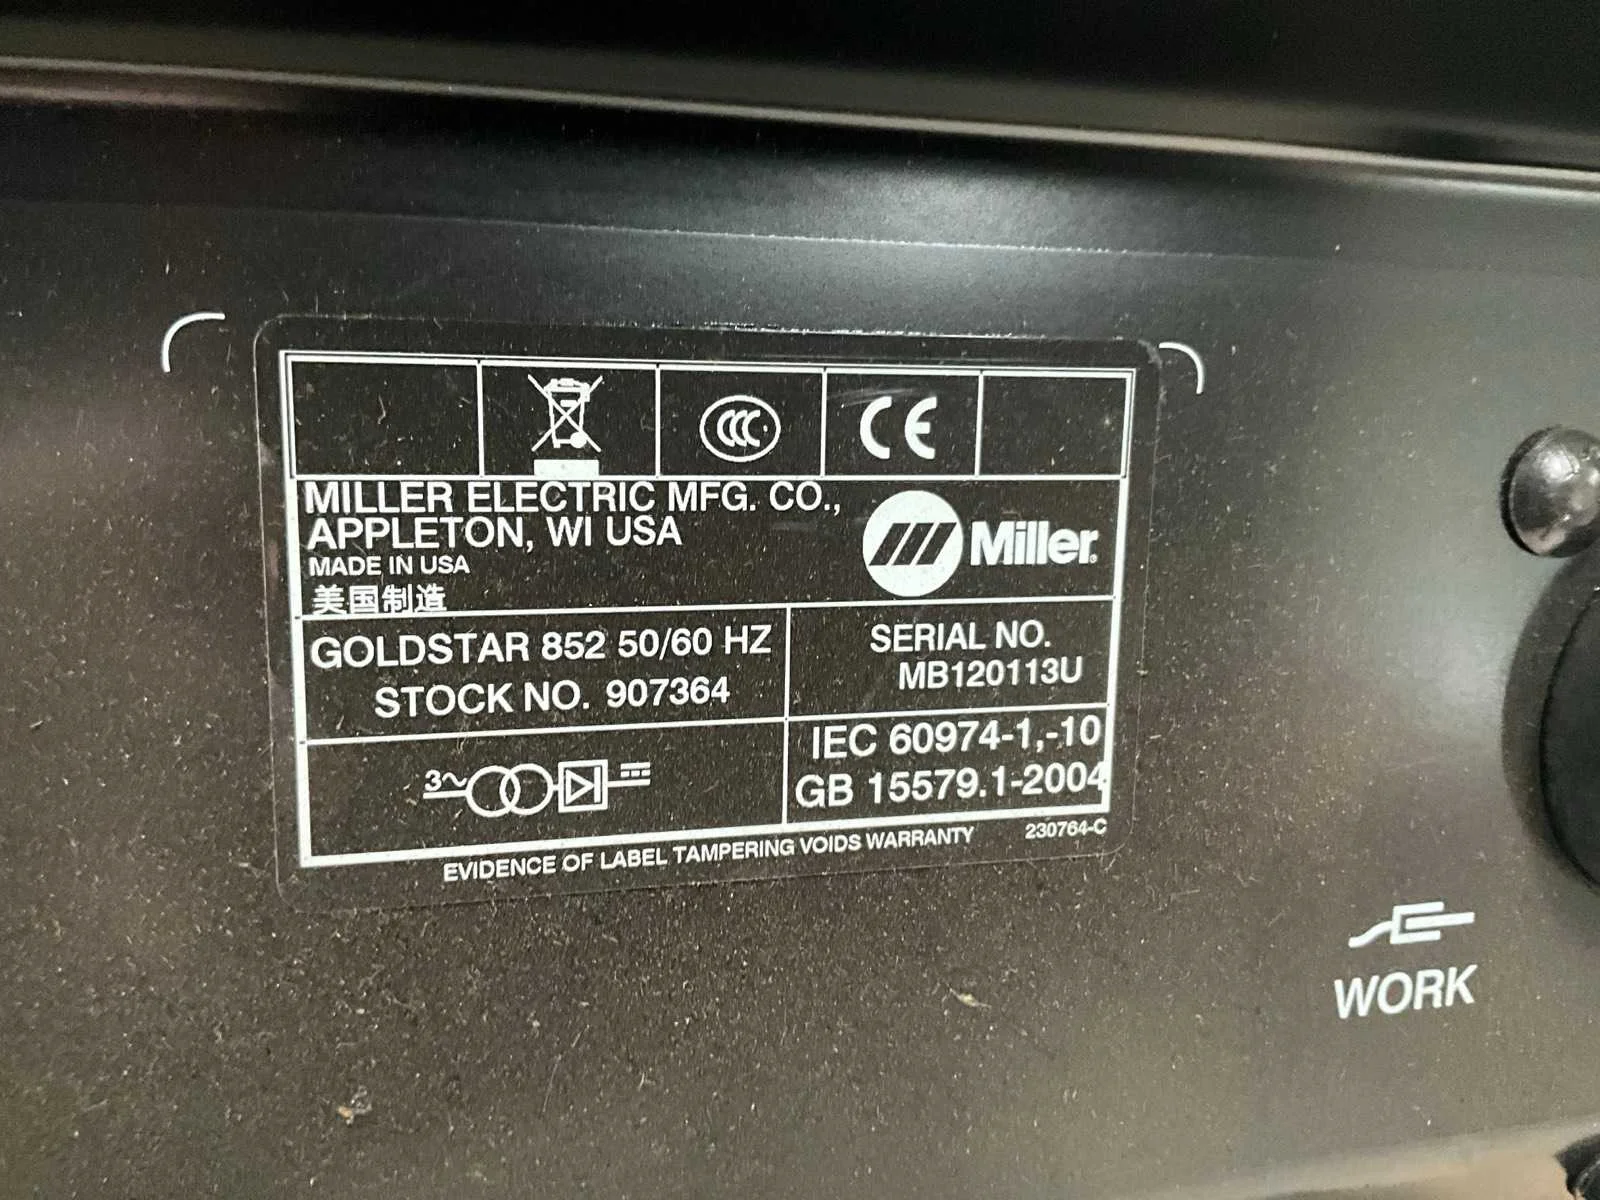 CCC
CE
MILLER ELECTRIC MFG. CO.,
APPLETON, WI USA
MADE IN USA
美国制造
Miller®
GOLDSTAR 852 50/60 HZ
STOCK NO. 907364
SERIAL NO.
MB120113U
3~
IEC 60974-1,-10
GB 15579.1-2004
EVIDENCE OF LABEL TAMPERING VOIDS WARRANTY
230764-C
WORK